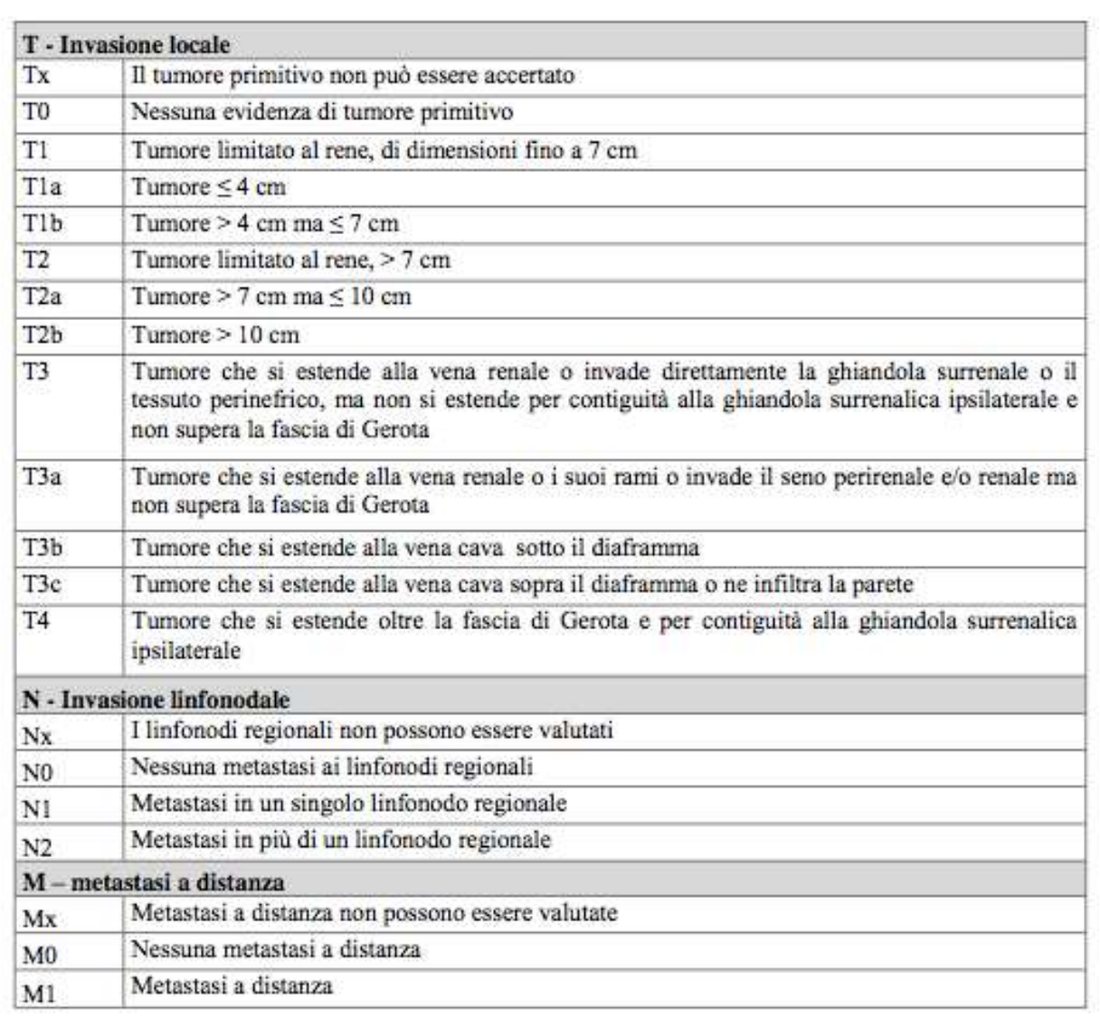 T - Invasione locale
Tx Il tumore primitivo non può essere accertato
T0 Nessuna evidenza di tumore primitivo
T1 Tumore limitato al rene, di dimensioni fino a 7 cm
T1a Tumore ≤ 4 cm
T1b Tumore > 4 cm ma ≤ 7 cm
T2 Tumore limitato al rene, > 7 cm
T2a Tumore > 7 cm ma ≤ 10 cm
T2b Tumore > 10 cm
T3 Tumore che si estende alla vena renale o invade direttamente la ghiandola surrenale o il
tessuto perinefrico, ma non si estende per contiguità alla ghiandola surrenalica ipsilaterale e
non supera la fascia di Gerota
T3a Tumore che si estende alla vena renale o i suoi rami o invade il seno perirenale e/o renale ma
non supera la fascia di Gerota
T3b Tumore che si estende alla vena cava sotto il diaframma
T3c Tumore che si estende alla vena cava sopra il diaframma o ne infiltra la parete
T4 Tumore che si estende oltre la fascia di Gerota e per contiguità alla ghiandola surrenalica
ipsilaterale
N - Invasione linfonodale
Nx I linfonodi regionali non possono essere valutati
N0 Nessuna metastasi ai linfonodi regionali
N1 Metastasi in un singolo linfonodo regionale
N2 Metastasi in più di un linfonodo regionale
M – metastasi a distanza
Mx Metastasi a distanza non possono essere valutate
M0 Nessuna metastasi a distanza
M1 Metastasi a distanza